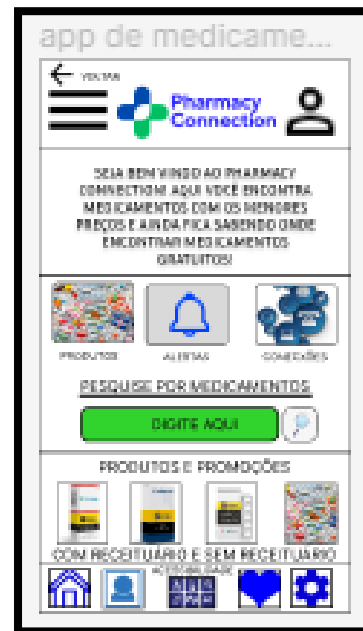 app de medicame...
VOLTAR
Pharmacy
Connection
SEJA BEM VINDO AO PHARMACY
CONNECTION! AQUI VOCÊ ENCONTRA
MEDICAMENTOS COM OS MENORES
PREÇOS E AINDA FICA SABENDO ONDE
ENCONTRAR MEDICAMENTOS
GRATUITOS!
PRODUTOS ALERTAS CONEXÕES
PESQUISE POR MEDICAMENTOS
DIGITE AQUI
PRODUTOS E PROMOÇÕES
COM RECEITUÁRIO E SEM RECEITUÁRIO
ACESSIBILIDADE